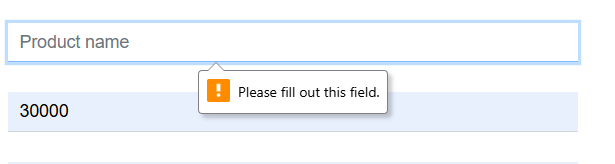 Product name
Please fill out this field.
30000